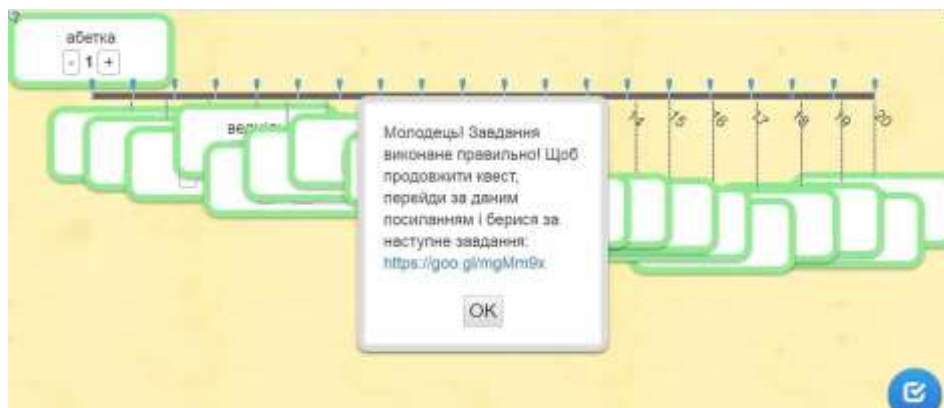 абетка
- 1 +
Молодець! Завдання
виконане правильно! Щоб
продовжити квест,
перейди за даним
посиланням і берися за
наступне завдання:
https://goo.gl/mgMm9x
OK
14 15 16 17 18 19 20